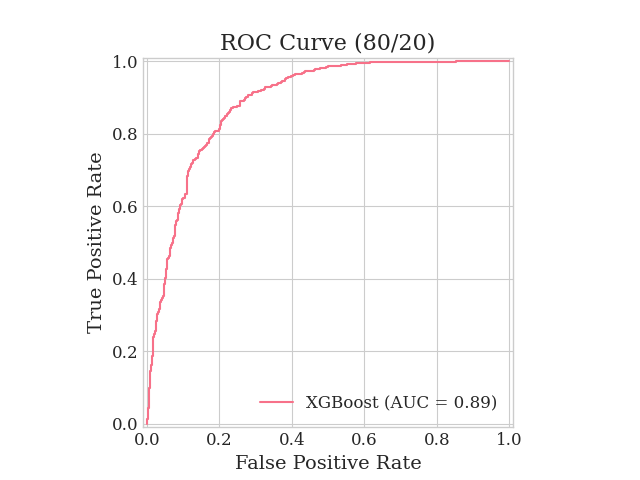 ROC Curve (80/20)
True Positive Rate
1.0
0.8
0.6
0.4
0.2
0.0
XGBoost (AUC = 0.89)
0.0 0.2 0.4 0.6 0.8 1.0
False Positive Rate